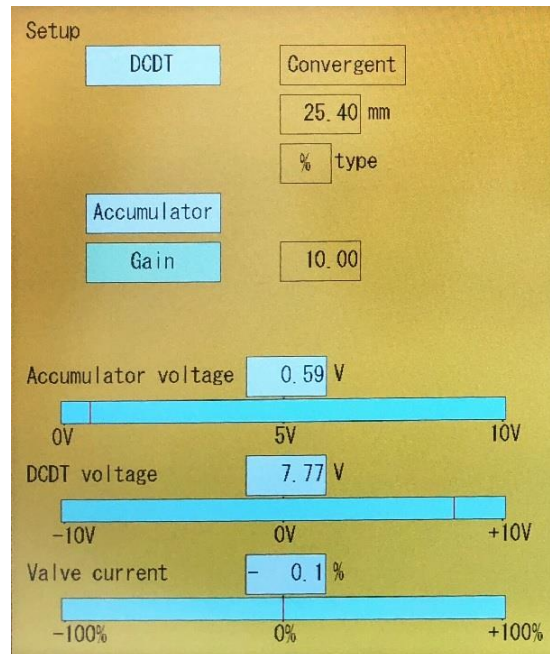 Setup
DCDT Convergent
25.40 mm
% type
Accumulator
Gain 10.00
Accumulator voltage 0.59 V
0V 5V 10V
DCDT voltage 7.77 V
-10V 0V +10V
Valve current - 0.1 %
-100% 0% +100%